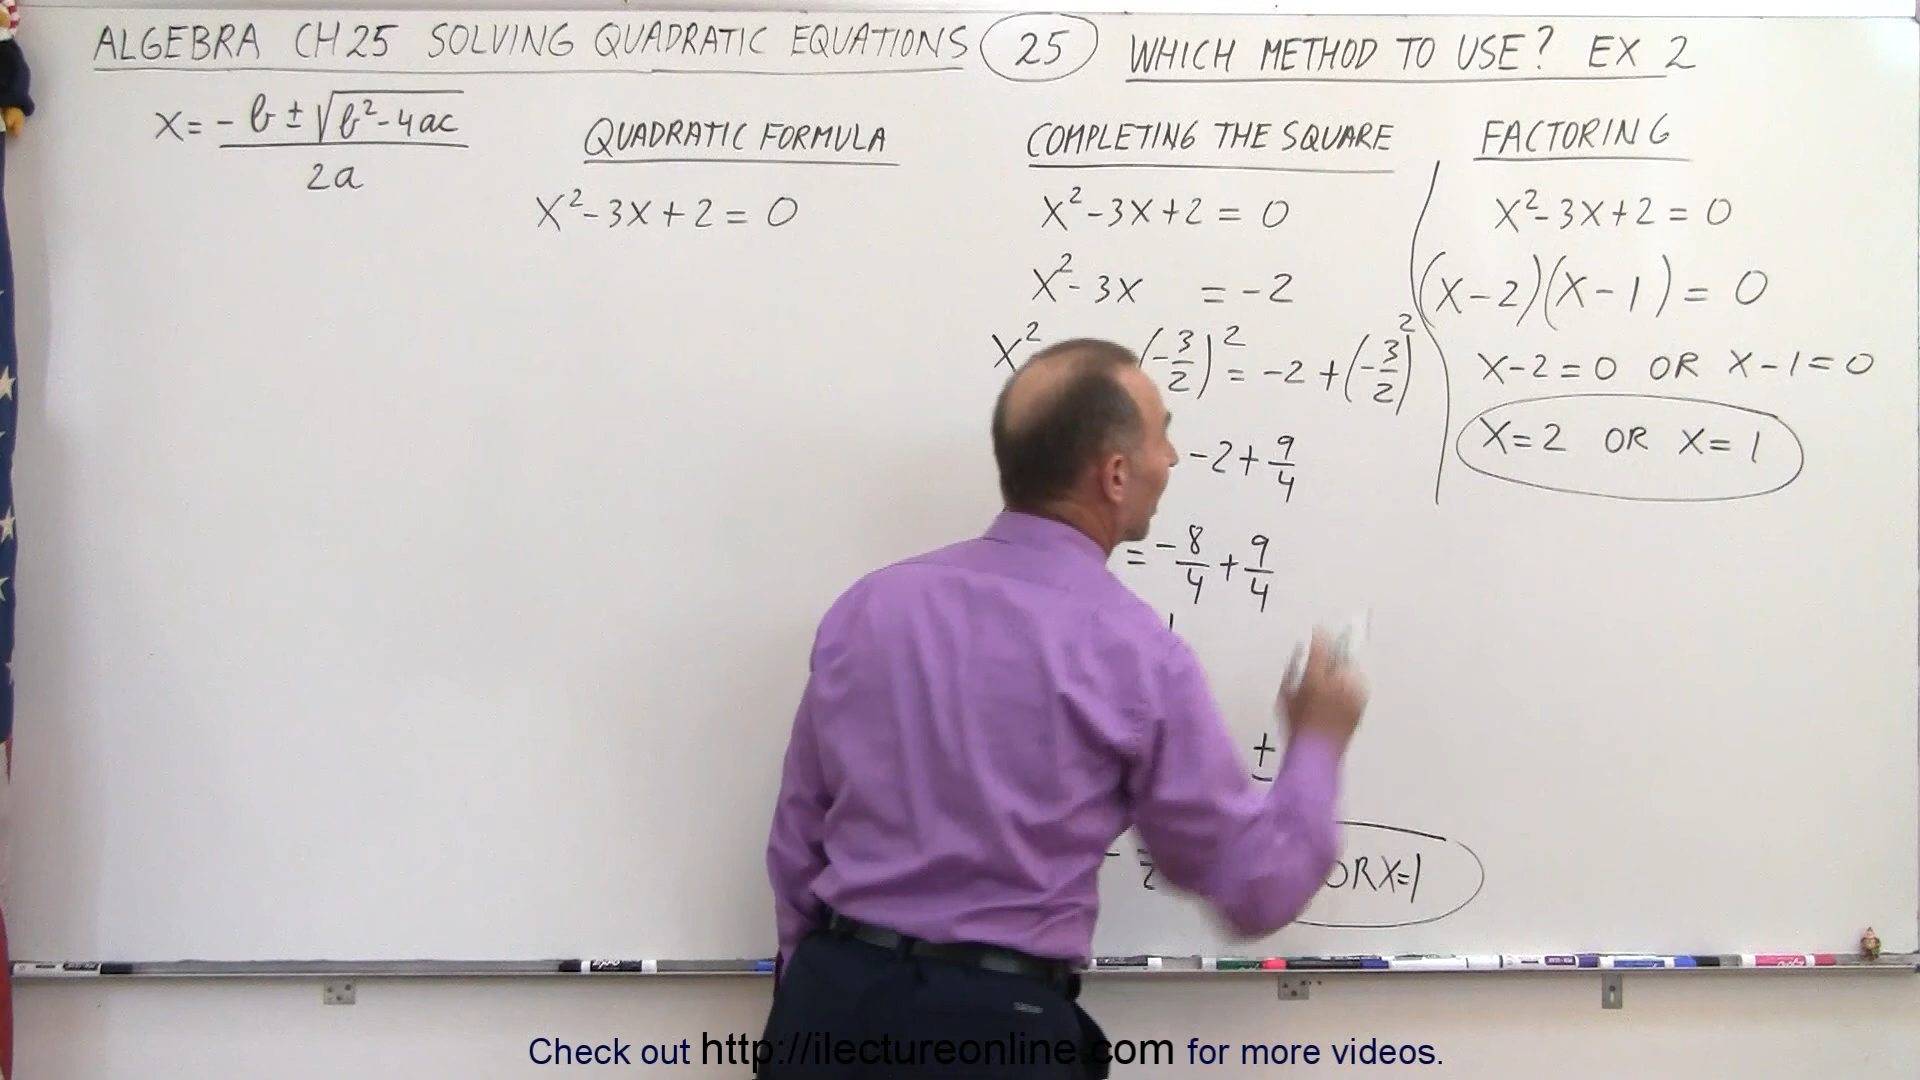 ALGEBRA CH 25 SOLVING QUADRATIC EQUATIONS 25 WHICH METHOD TO USE? EX 2
x = -b ± √b²-4ac
2a
QUADRATIC FORMULA
x²-3x+2=0
COMPLETING THE SQUARE
x²-3x+2=0
x²-3x = -2
x² (-3/2)² = -2+(-3/2)²
-2+9/4
= -8/4+9/4
±
OR x=1
FACTORING
x²-3x+2=0
(x-2)(x-1)=0
x-2=0 OR x-1=0
x=2 OR x=1
Check out http://ilectureonline.com for more videos.